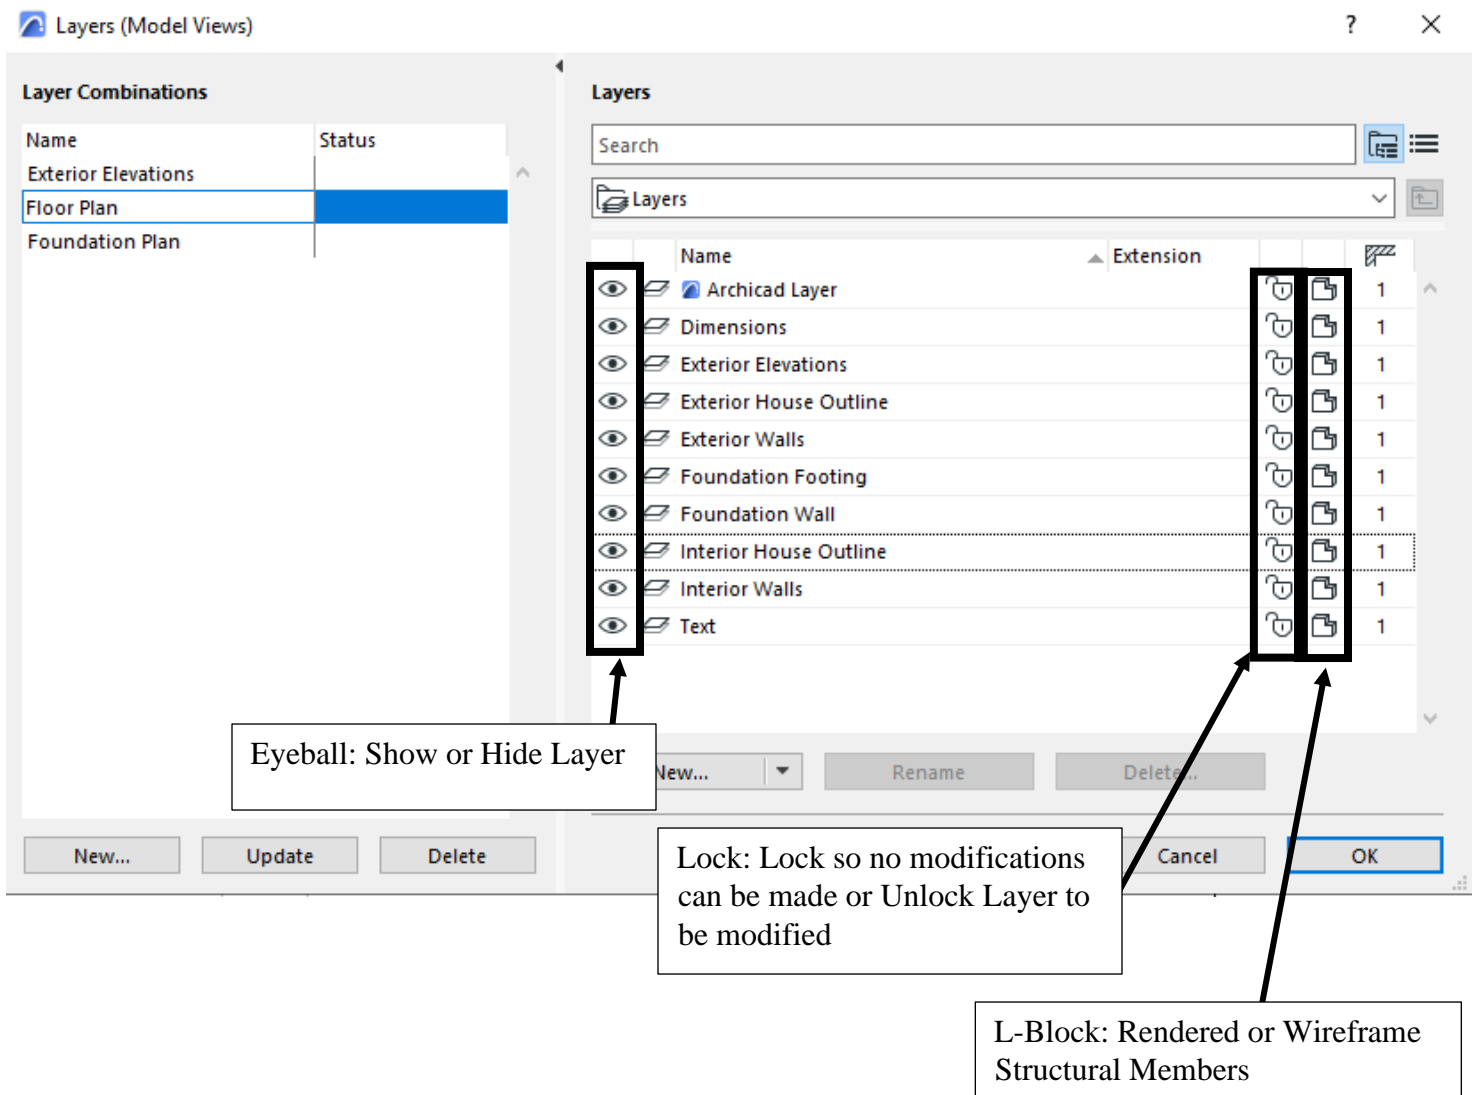 Layers (Model Views)
?
Layer Combinations
Name Status
Exterior Elevations
Floor Plan
Foundation Plan
New... Update Delete
Layers
Search
Layers
Name Extension
Archicad Layer 1
Dimensions 1
Exterior Elevations 1
Exterior House Outline 1
Exterior Walls 1
Foundation Footing 1
Foundation Wall 1
Interior House Outline 1
Interior Walls 1
Text 1
New... Rename Delete...
Cancel OK
Eyeball: Show or Hide Layer
Lock: Lock so no modifications
can be made or Unlock Layer to
be modified
L-Block: Rendered or Wireframe
Structural Members